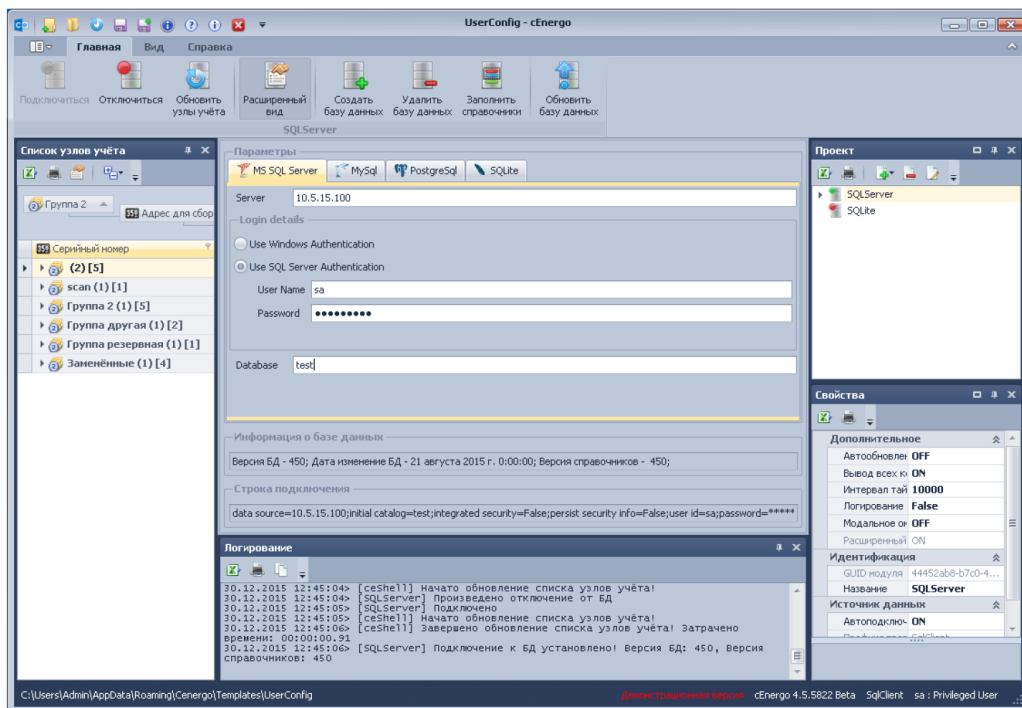 UserConfig - cEnergo
Главная Вид Справка
Подключиться Отключиться Обновить узлы учёта Расширенный вид Создать базу данных Удалить базу данных Заполнить справочники Обновить базу данных
SQLServer
Список узлов учёта
Группа 2
Адрес для сбор
Серийный номер
(2) [5]
scan (1) [1]
Группа 2 (1) [5]
Группа другая (1) [2]
Группа резервная (1) [1]
Заменённые (1) [4]
Параметры
MS SQL Server MySql PostgreSql SQLite
Server 10.5.15.100
Login details
Use Windows Authentication
Use SQL Server Authentication
User Name sa
Password •••••••••
Database test
Информация о базе данных
Версия БД - 450; Дата изменение БД - 21 августа 2015 г. 0:00:00; Версия справочников - 450;
Строка подключения
data source=10.5.15.100;initial catalog=test;integrated security=False;persist security info=False;user id=sa;password=*****
Логирование
30.12.2015 12:45:04> [ceShell] Начато обновление списка узлов учёта!
30.12.2015 12:45:04> [SQLServer] Произведено отключение от БД
30.12.2015 12:45:05> [SQLServer] Подключено
30.12.2015 12:45:05> [ceShell] Начато обновление списка узлов учёта!
30.12.2015 12:45:06> [ceShell] Завершено обновление списка узлов учёта! Затрачено
времени: 00:00:00.91
30.12.2015 12:45:06> [SQLServer] Подключение к БД установлено! Версия БД: 450, Версия
справочников: 450
Проект
SQLServer
SQLite
Свойства
Дополнительное
Автообновлен OFF
Вывод всех к ON
Интервал тай 10000
Логирование False
Модальное ок OFF
Расширенный ON
Идентификация
GUID модуля 44452ab8-b7c0-4...
Название SQLServer
Источник данных
Автоподключ ON
C:\Users\Admin\AppData\Roaming\Cenergo\Templates\UserConfig
Демонстрационная версия cEnergo 4.5.5822 Beta SqlClient sa : Privileged User